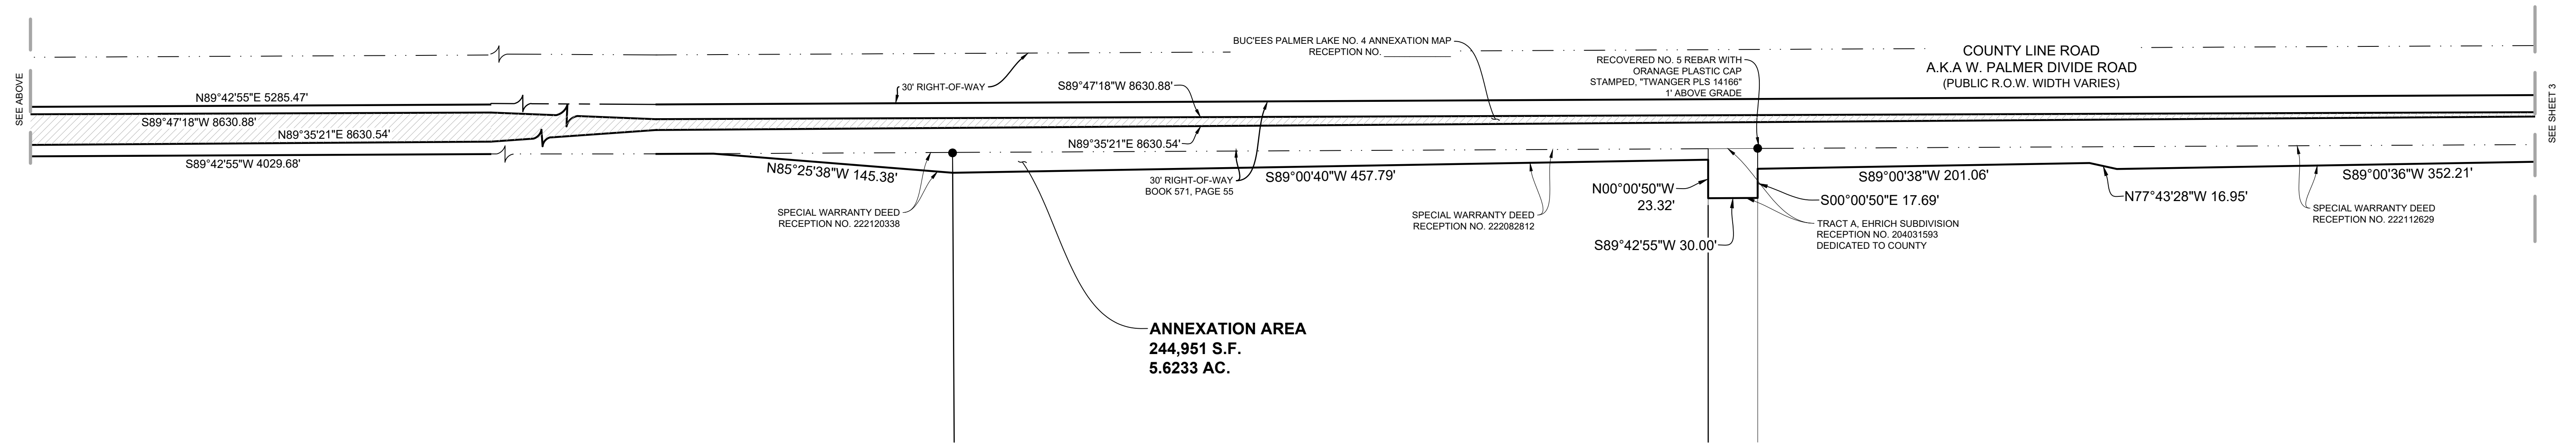 SEE ABOVE
N89°42'55"E 5285.47'
S89°47'18"W 8630.88'
N89°35'21"E 8630.54'
S89°42'55"W 4029.68'
30' RIGHT-OF-WAY
S89°47'18"W 8630.88'
N89°35'21"E 8630.54'
BUC'EES PALMER LAKE NO. 4 ANNEXATION MAP
RECEPTION NO. ____________
RECOVERED NO. 5 REBAR WITH
ORANAGE PLASTIC CAP
STAMPED, "TWANGER PLS 14166"
1' ABOVE GRADE
COUNTY LINE ROAD
A.K.A W. PALMER DIVIDE ROAD
(PUBLIC R.O.W. WIDTH VARIES)
SEE SHEET 3
N85°25'38"W 145.38'
SPECIAL WARRANTY DEED
RECEPTION NO. 222120338
30' RIGHT-OF-WAY
BOOK 571, PAGE 55
S89°00'40"W 457.79'
SPECIAL WARRANTY DEED
RECEPTION NO. 222082812
N00°00'50"W
23.32'
S89°42'55"W 30.00'
S89°00'38"W 201.06'
S00°00'50"E 17.69'
TRACT A, EHRICH SUBDIVISION
RECEPTION NO. 204031593
DEDICATED TO COUNTY
N77°43'28"W 16.95'
S89°00'36"W 352.21'
SPECIAL WARRANTY DEED
RECEPTION NO. 222112629
ANNEXATION AREA
244,951 S.F.
5.6233 AC.